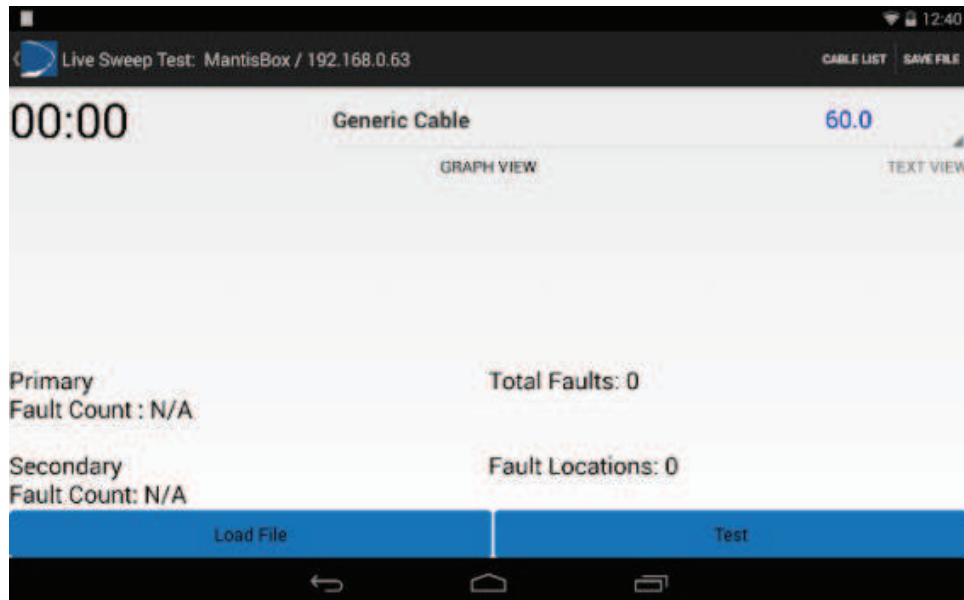 12:40
Live Sweep Test: MantisBox / 192.168.0.63
CABLE LIST
SAVE FILE
00:00
Generic Cable
60.0
GRAPH VIEW
TEXT VIEW
Primary
Fault Count : N/A
Total Faults: 0
Secondary
Fault Count: N/A
Fault Locations: 0
Load File
Test